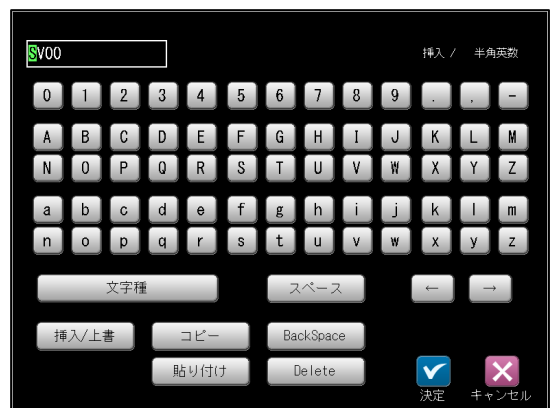 SV00
挿入 / 半角英数
0 1 2 3 4 5 6 7 8 9 . , -
A B C D E F G H I J K L M
N O P Q R S T U V W X Y Z
a b c d e f g h i j k l m
n o p q r s t u v w x y z
文字種 スペース ← →
挿入/上書 コピー BackSpace
貼り付け Delete
決定 キャンセル